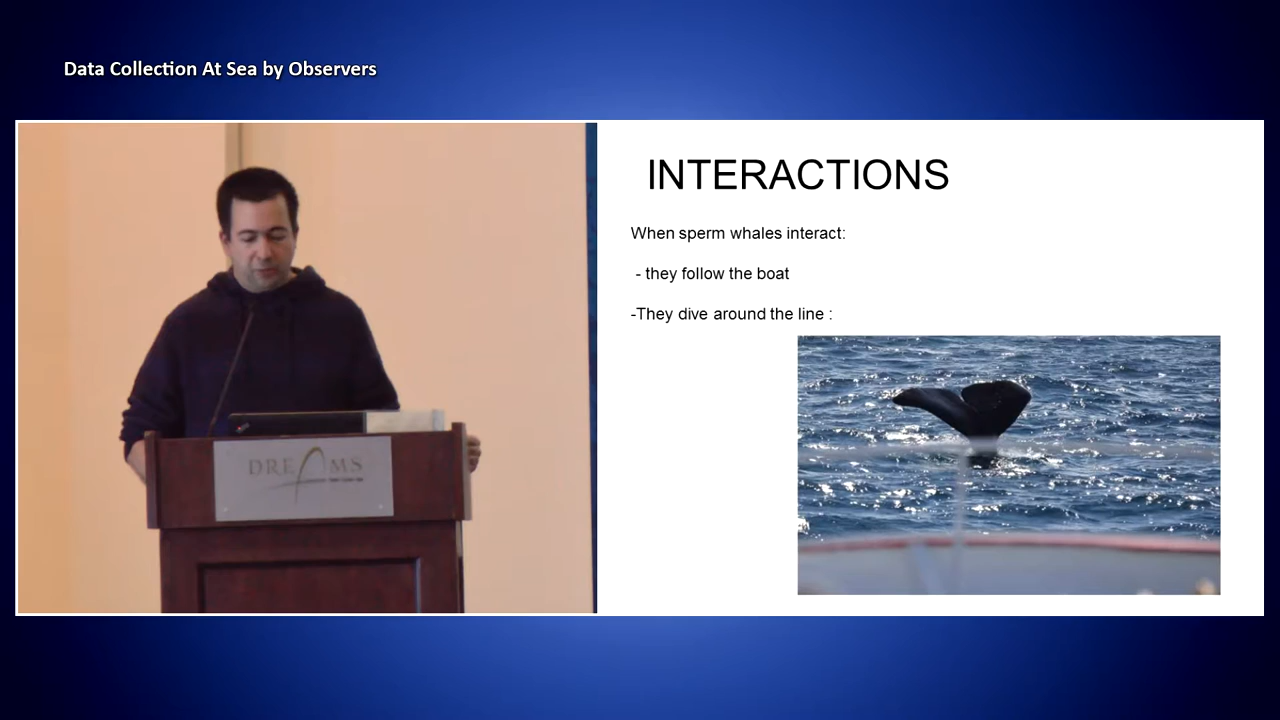 Data Collection At Sea by Observers
INTERACTIONS
When sperm whales interact:
- they follow the boat
-They dive around the line :
DREAMS